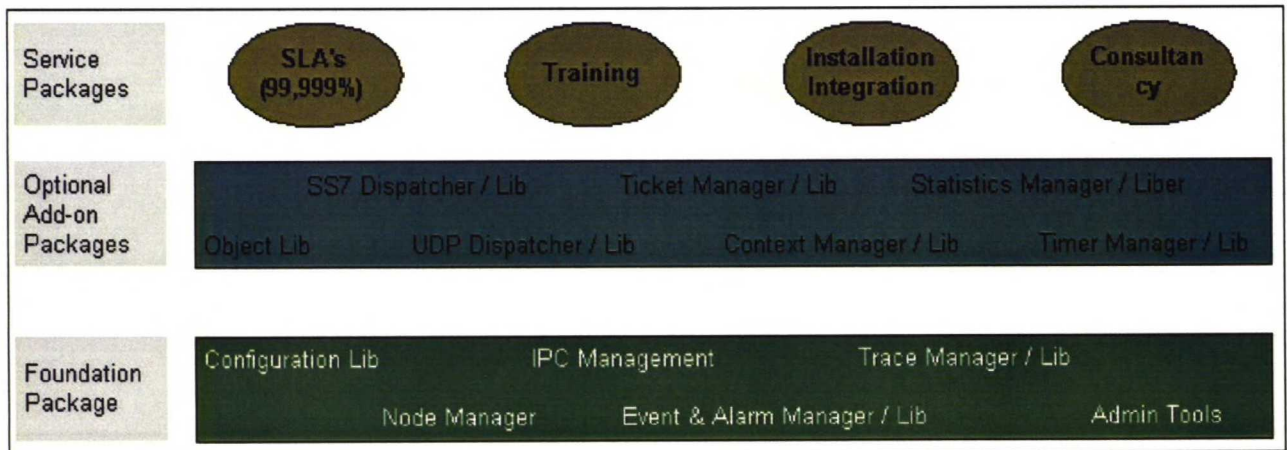 Service
Packages
SLA's
(99,999%)
Training
Installation
Integration
Consultan
cy
Optional
Add-on
Packages
SS7 Dispatcher / Lib
Ticket Manager / Lib
Statistics Manager / Liber
Object Lib
UDP Dispatcher / Lib
Context Manager / Lib
Timer Manager / Lib
Foundation
Package
Configuration Lib
IPC Management
Trace Manager / Lib
Node Manager
Event & Alarm Manager / Lib
Admin Tools